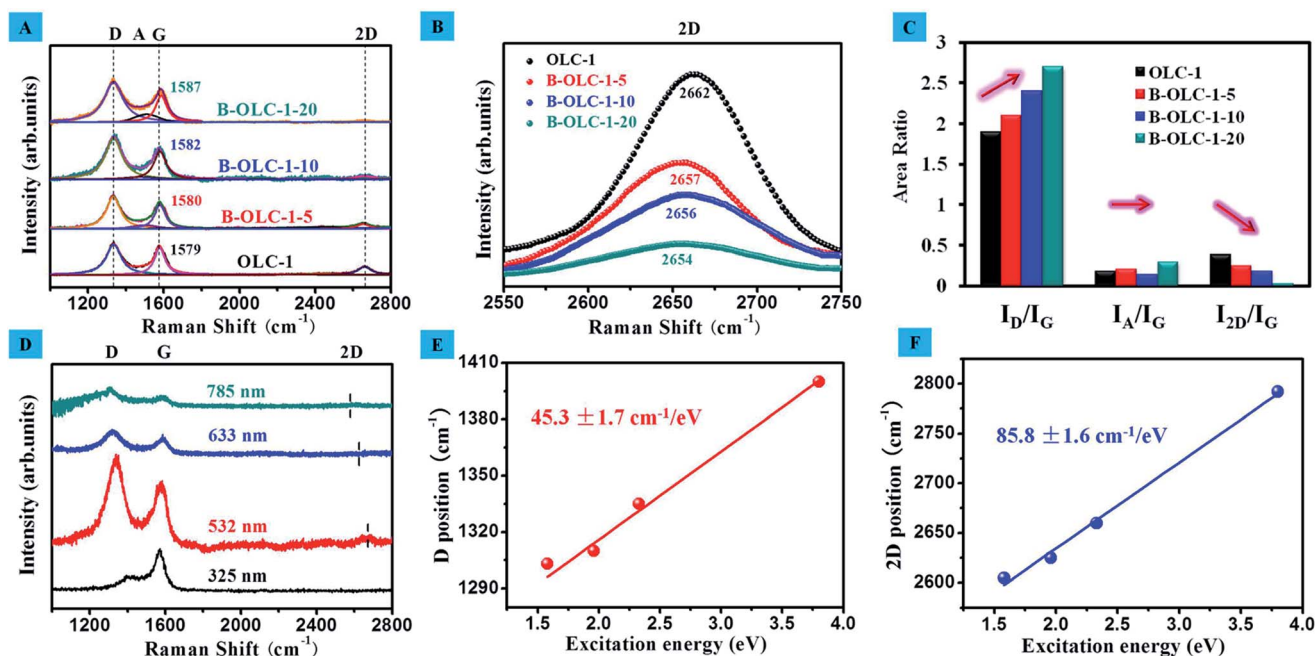 A
D A G 2D
1587
B-OLC-1-20
1582
B-OLC-1-10
1580
B-OLC-1-5
1579
OLC-1
Intensity (arb.units)
1200 1600 2000 2400 2800
Raman Shift (cm⁻¹)
B
2D
OLC-1
B-OLC-1-5
B-OLC-1-10
B-OLC-1-20
2662
2657
2656
2654
Intensity (arb.units)
2550 2600 2650 2700 2750
Raman Shift (cm⁻¹)
C
3
2.5
2
1.5
1
0.5
0
Area Ratio
OLC-1
B-OLC-1-5
B-OLC-1-10
B-OLC-1-20
I_D/I_G I_A/I_G I_2D/I_G
D
D G 2D
785 nm
633 nm
532 nm
325 nm
Intensity (arb.units)
1200 1600 2000 2400 2800
Raman Shift (cm⁻¹)
E
1410
1380
1350
1320
1290
D position (cm⁻¹)
45.3 ±1.7 cm⁻¹/eV
1.5 2.0 2.5 3.0 3.5 4.0
Excitation energy (eV)
F
2800
2750
2700
2650
2600
2D position (cm⁻¹)
85.8 ±1.6 cm⁻¹/eV
1.5 2.0 2.5 3.0 3.5 4.0
Excitation energy (eV)